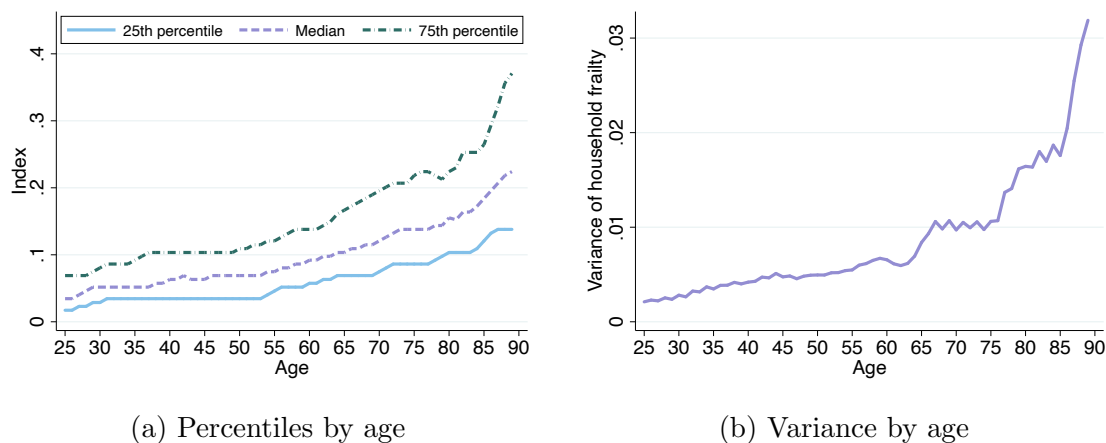 25th percentile Median 75th percentile
Index
0 .1 .2 .3 .4
25 30 35 40 45 50 55 60 65 70 75 80 85 90
Age
(a) Percentiles by age
Variance of household frailty
0 .01 .02 .03
25 30 35 40 45 50 55 60 65 70 75 80 85 90
Age
(b) Variance by age